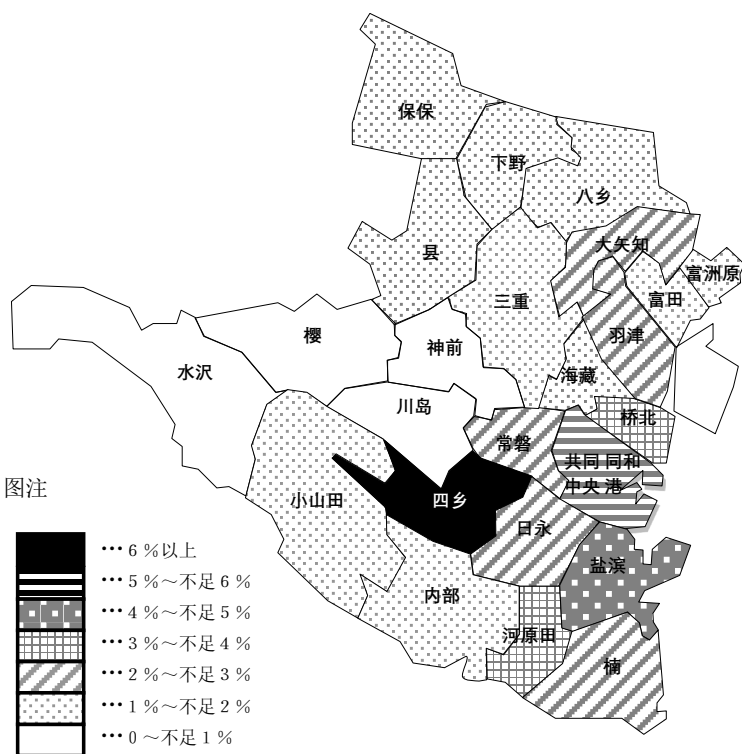 保保
下野
八乡
县
大矢知
富洲原
富田
三重
羽津
樱
神前
水沢
海藏
川岛
桥北
常磐
共同 同和
中央 港
图注
小山田
四乡
日永
盐滨
内部
河原田
楠
…6%以上
…5%～不足6%
…4%～不足5%
…3%～不足4%
…2%～不足3%
…1%～不足2%
…0～不足1%